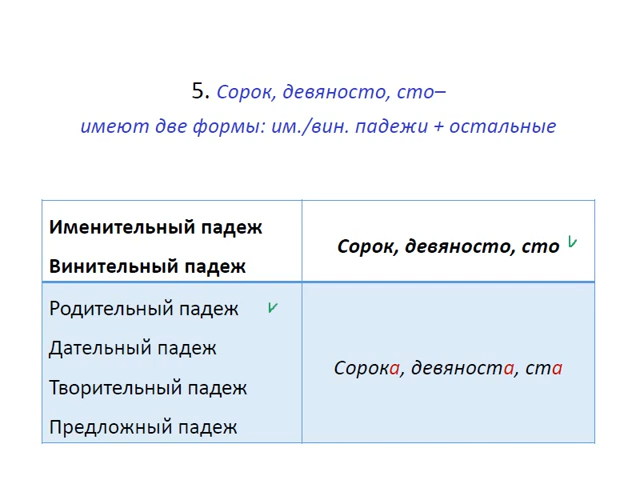 5. Сорок, девяносто, сто–
имеют две формы: им./вин. падежи + остальные
Именительный падеж
Винительный падеж
Сорок, девяносто, сто
Родительный падеж
Дательный падеж
Творительный падеж
Предложный падеж
Сорока, девяноста, ста